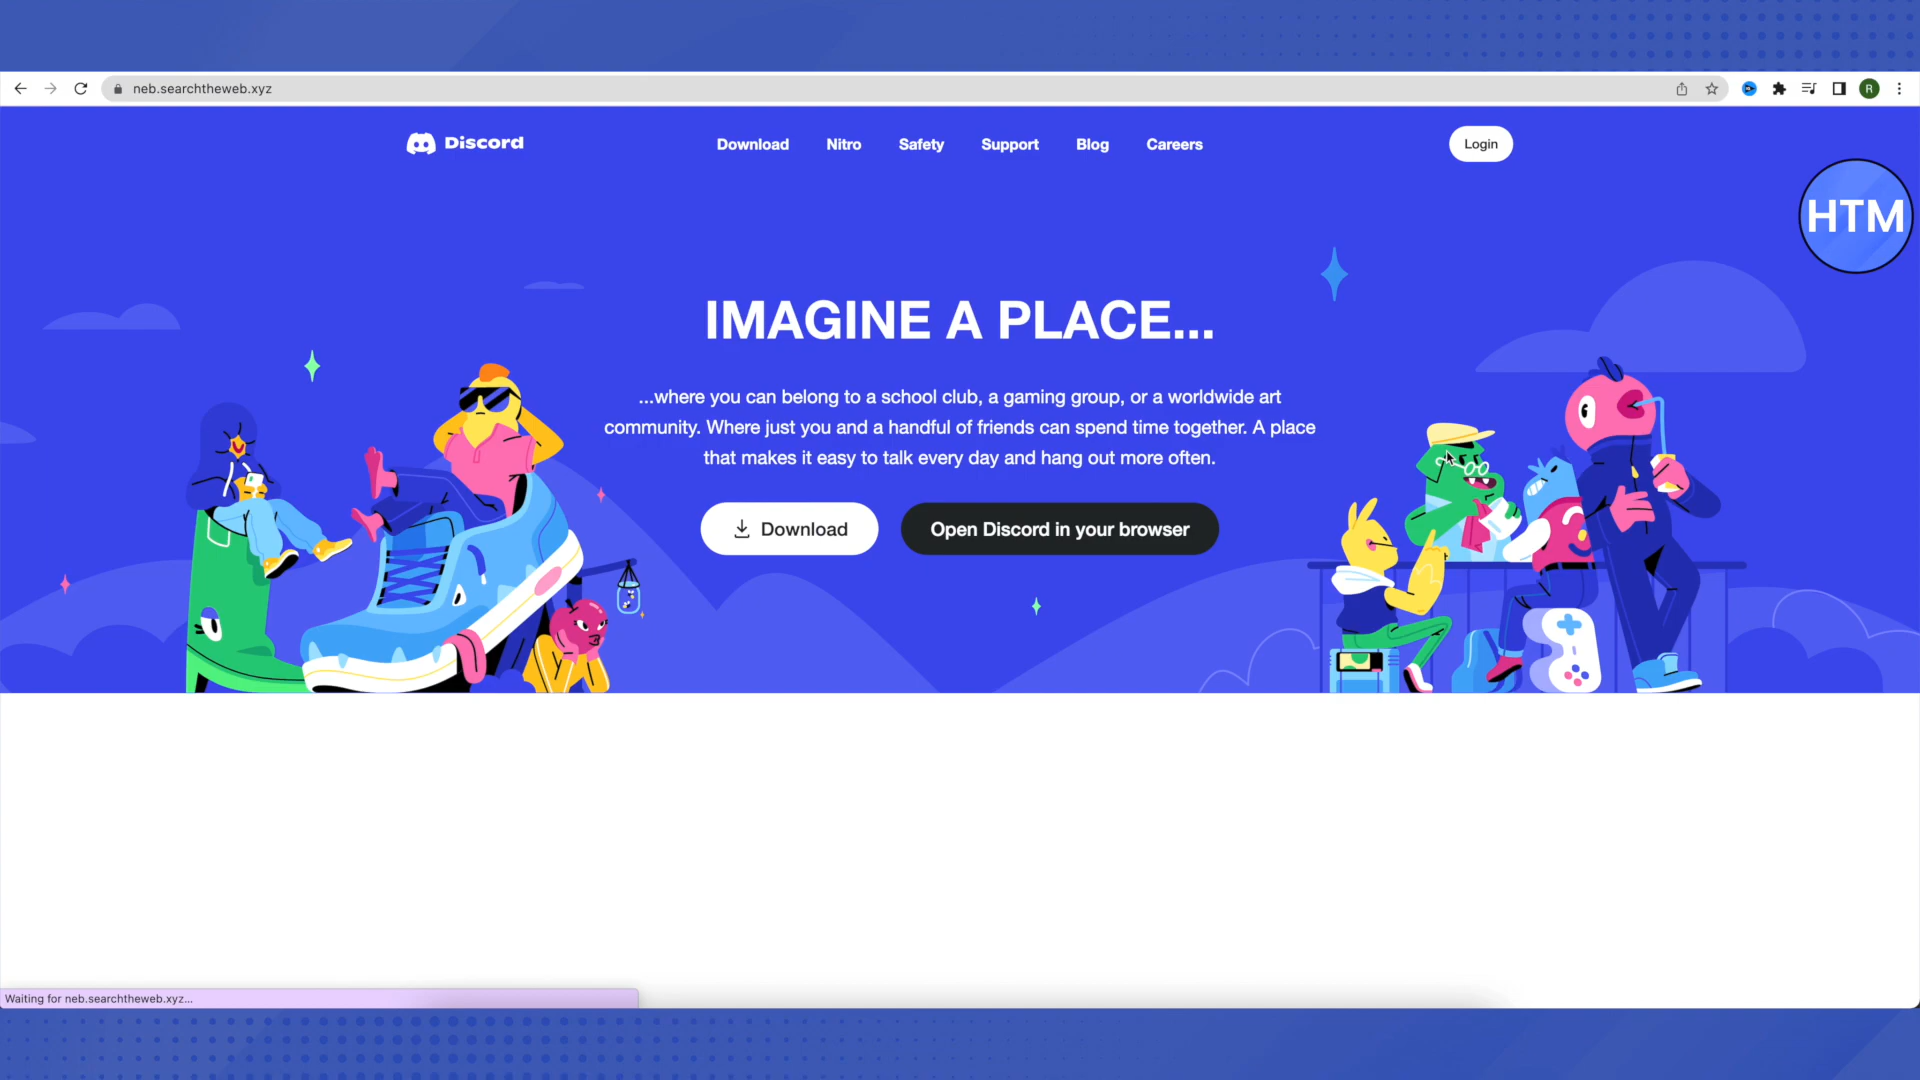 neb.searchtheweb.xyz
R
Discord
Download Nitro Safety Support Blog Careers
Login
HTM
IMAGINE A PLACE...
...where you can belong to a school club, a gaming group, or a worldwide art
community. Where just you and a handful of friends can spend time together. A place
that makes it easy to talk every day and hang out more often.
Download
Open Discord in your browser
Waiting for neb.searchtheweb.xyz...